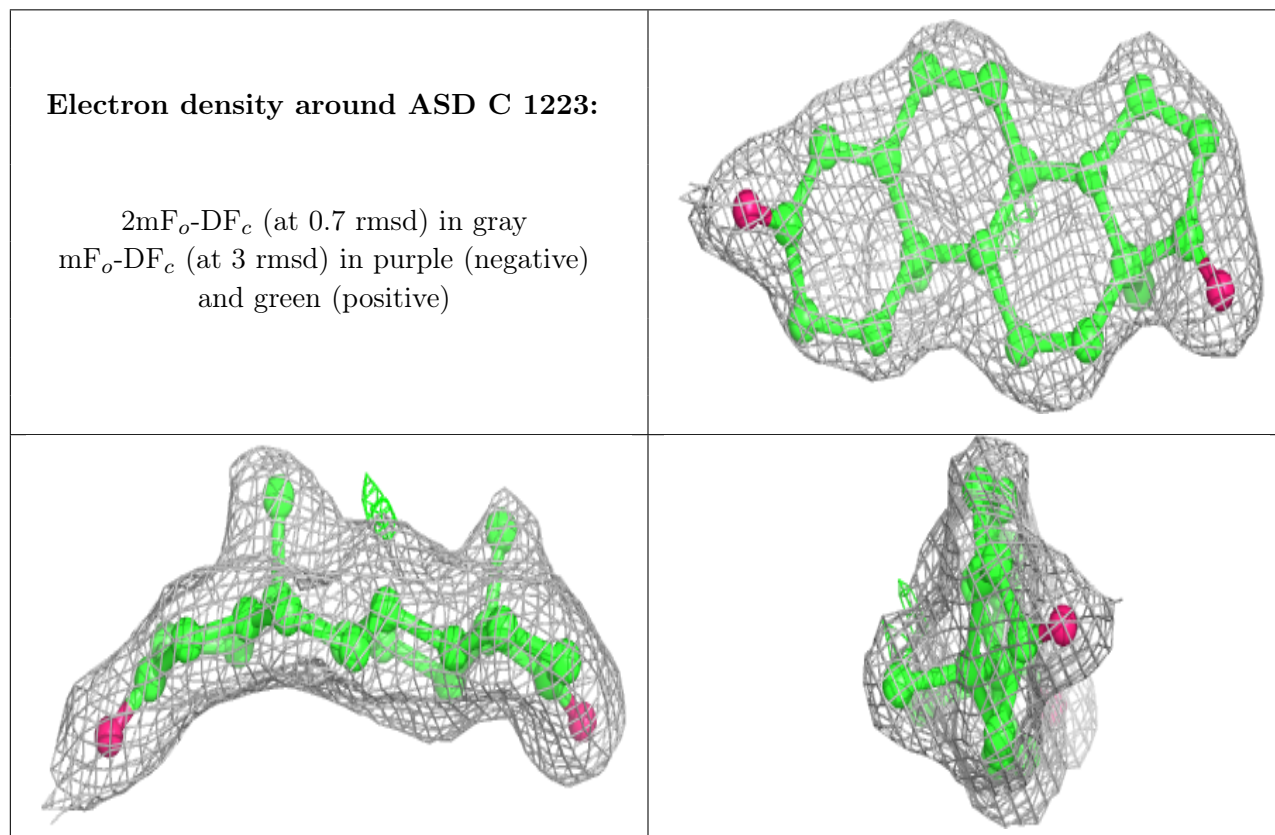 Electron density around ASD C 1223:
2mFo-DFc (at 0.7 rmsd) in gray
mFo-DFc (at 3 rmsd) in purple (negative)
and green (positive)